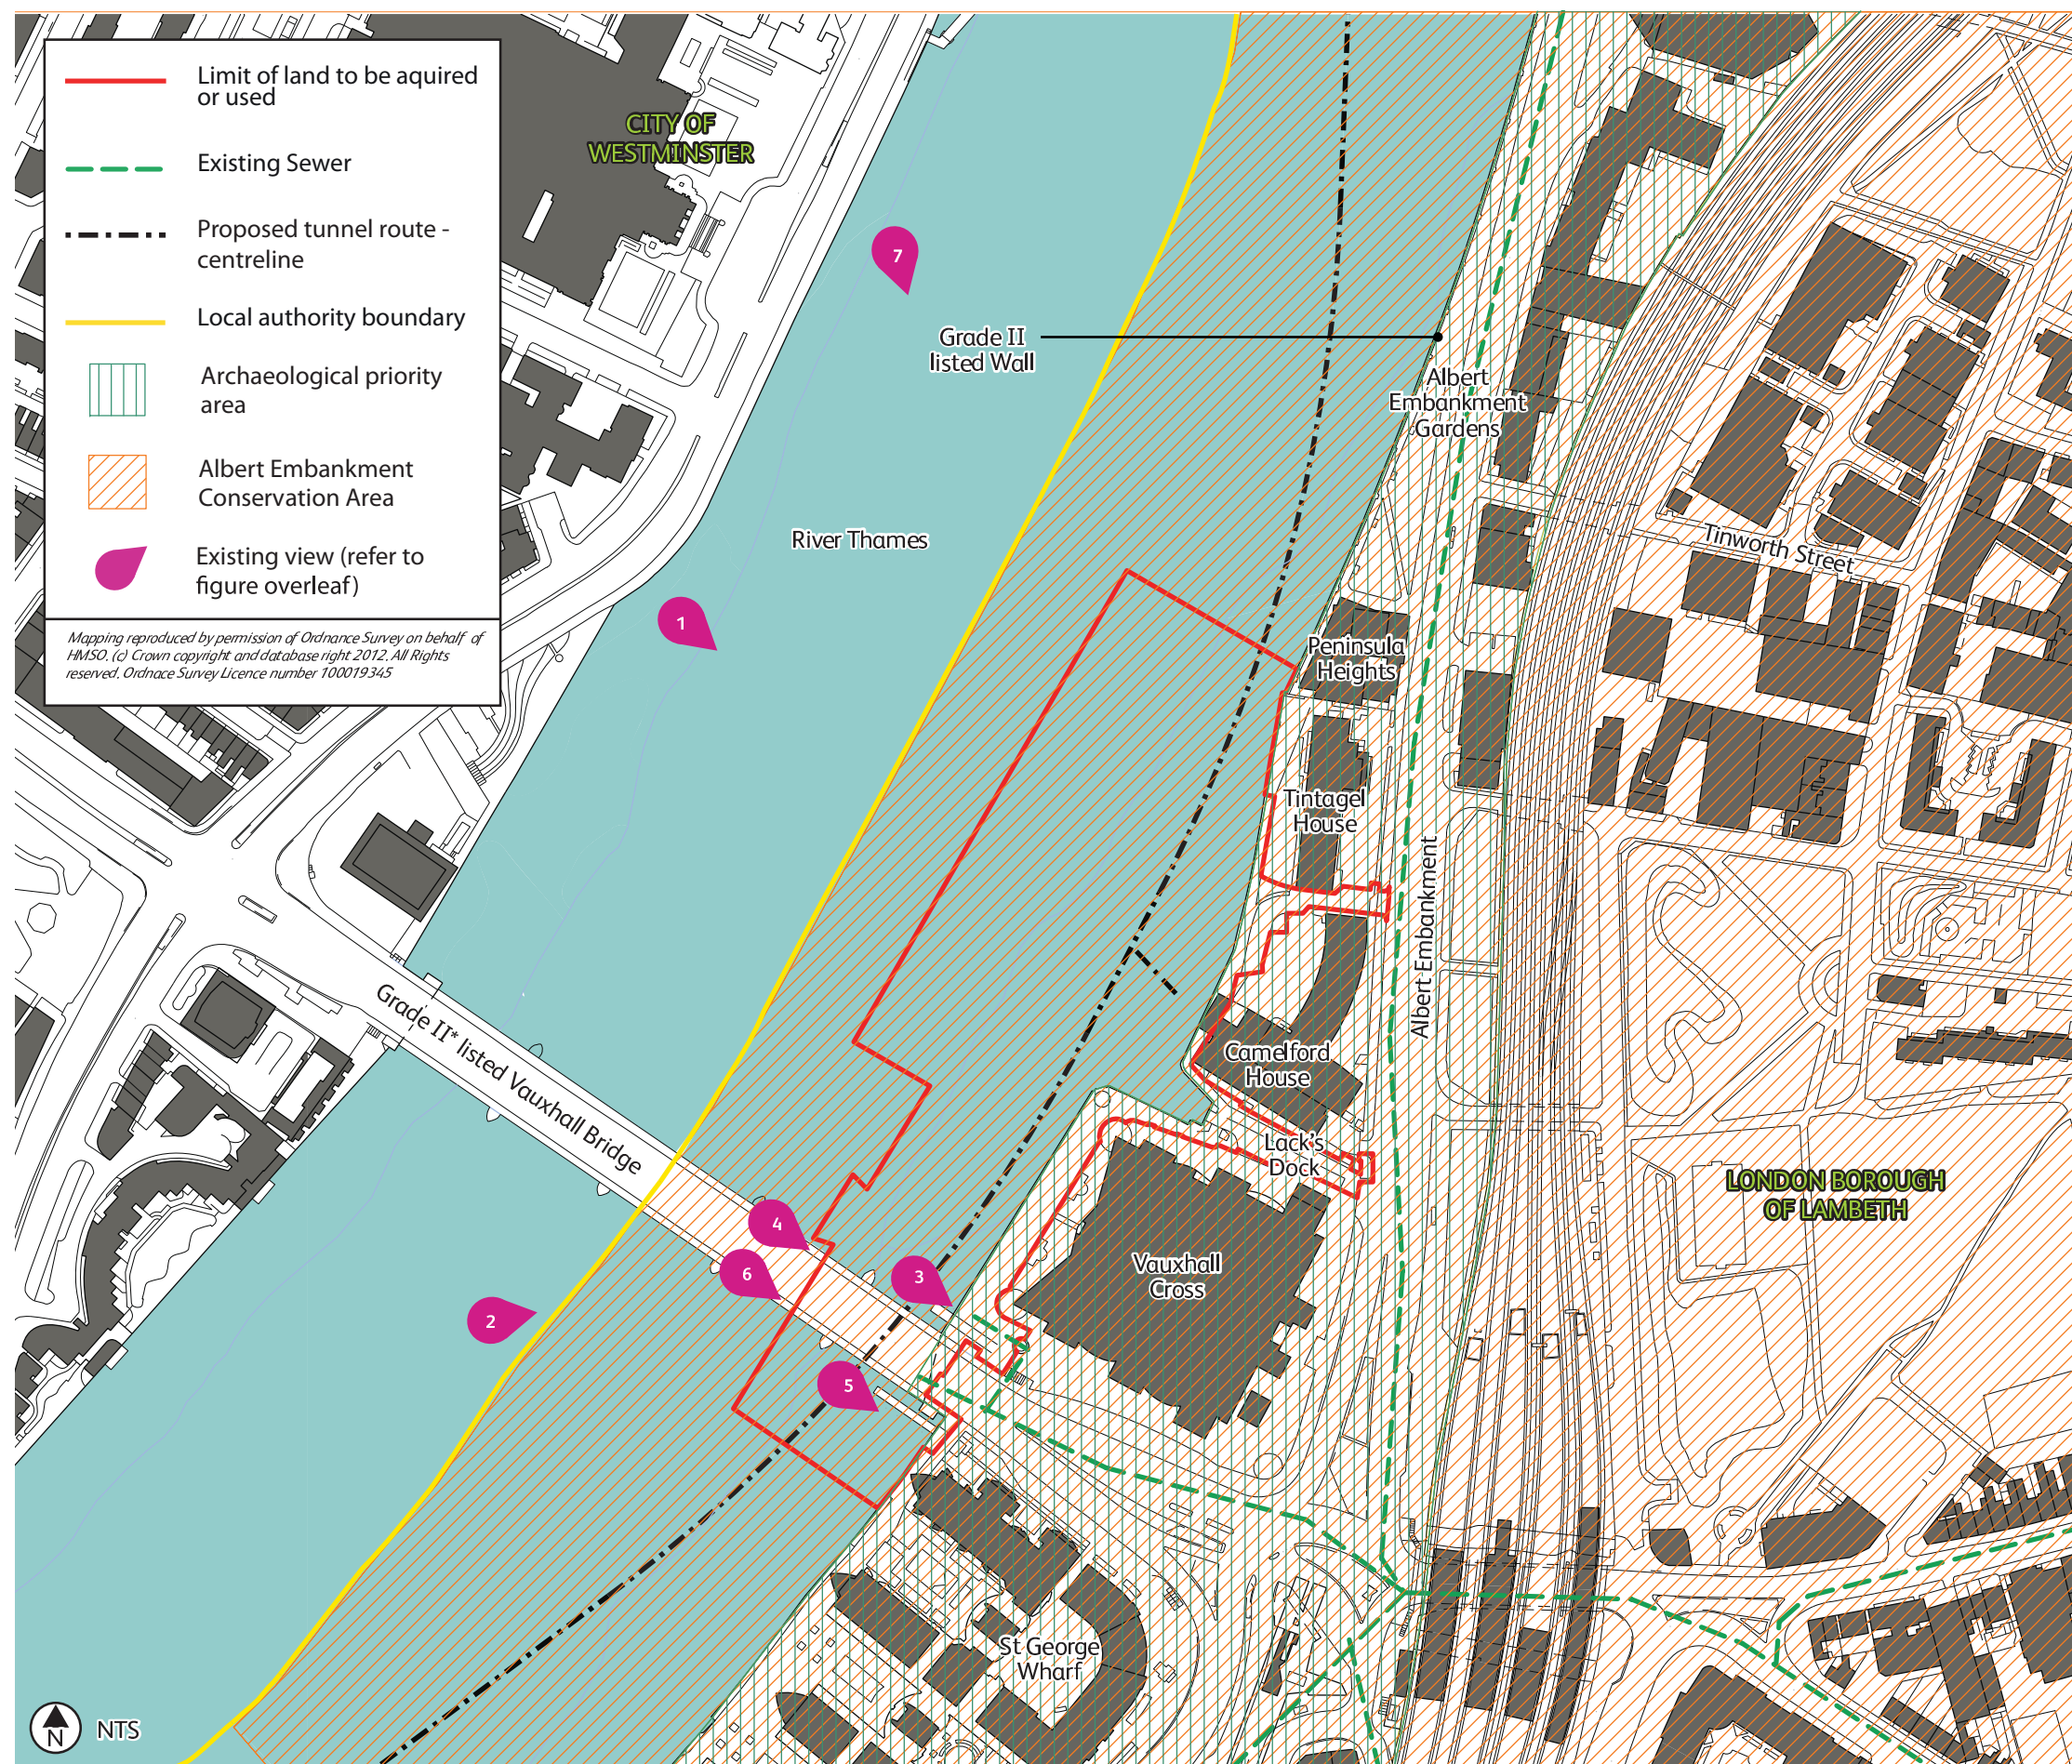 Limit of land to be aquired
or used
Existing Sewer
Proposed tunnel route -
centreline
Local authority boundary
Archaeological priority
area
Albert Embankment
Conservation Area
Existing view (refer to
figure overleaf)
Mapping reproduced by permission of Ordnance Survey on behalf of
HMSO. (c) Crown copyright and database right 2012. All Rights
reserved. Ordnace Survey Licence number 100019345
CITY OF
WESTMINSTER
7
Grade II
listed Wall
Albert
Embankment
Gardens
River Thames
Tinworth Street
1
Peninsula
Heights
Tintagel
House
Albert Embankment
Grade II* listed Vauxhall Bridge
Camelford
House
Lack's
Dock
LONDON BOROUGH
OF LAMBETH
4
6
3
Vauxhall
Cross
2
5
St George
Wharf
N
NTS